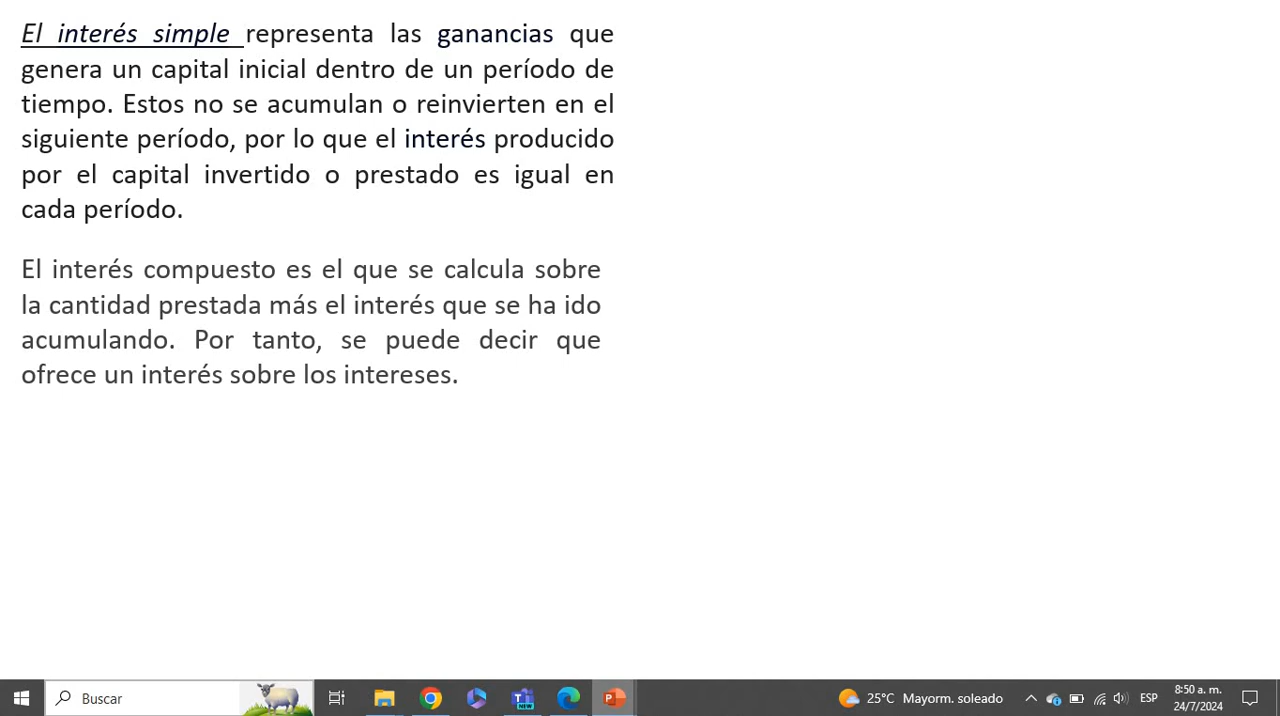 El interés simple representa las ganancias que
genera un capital inicial dentro de un período de
tiempo. Estos no se acumulan o reinvierten en el
siguiente período, por lo que el interés producido
por el capital invertido o prestado es igual en
cada período.
El interés compuesto es el que se calcula sobre
la cantidad prestada más el interés que se ha ido
acumulando. Por tanto, se puede decir que
ofrece un interés sobre los intereses.
Buscar
25°C Mayorm. soleado
ESP
8:50 a. m.
24/7/2024